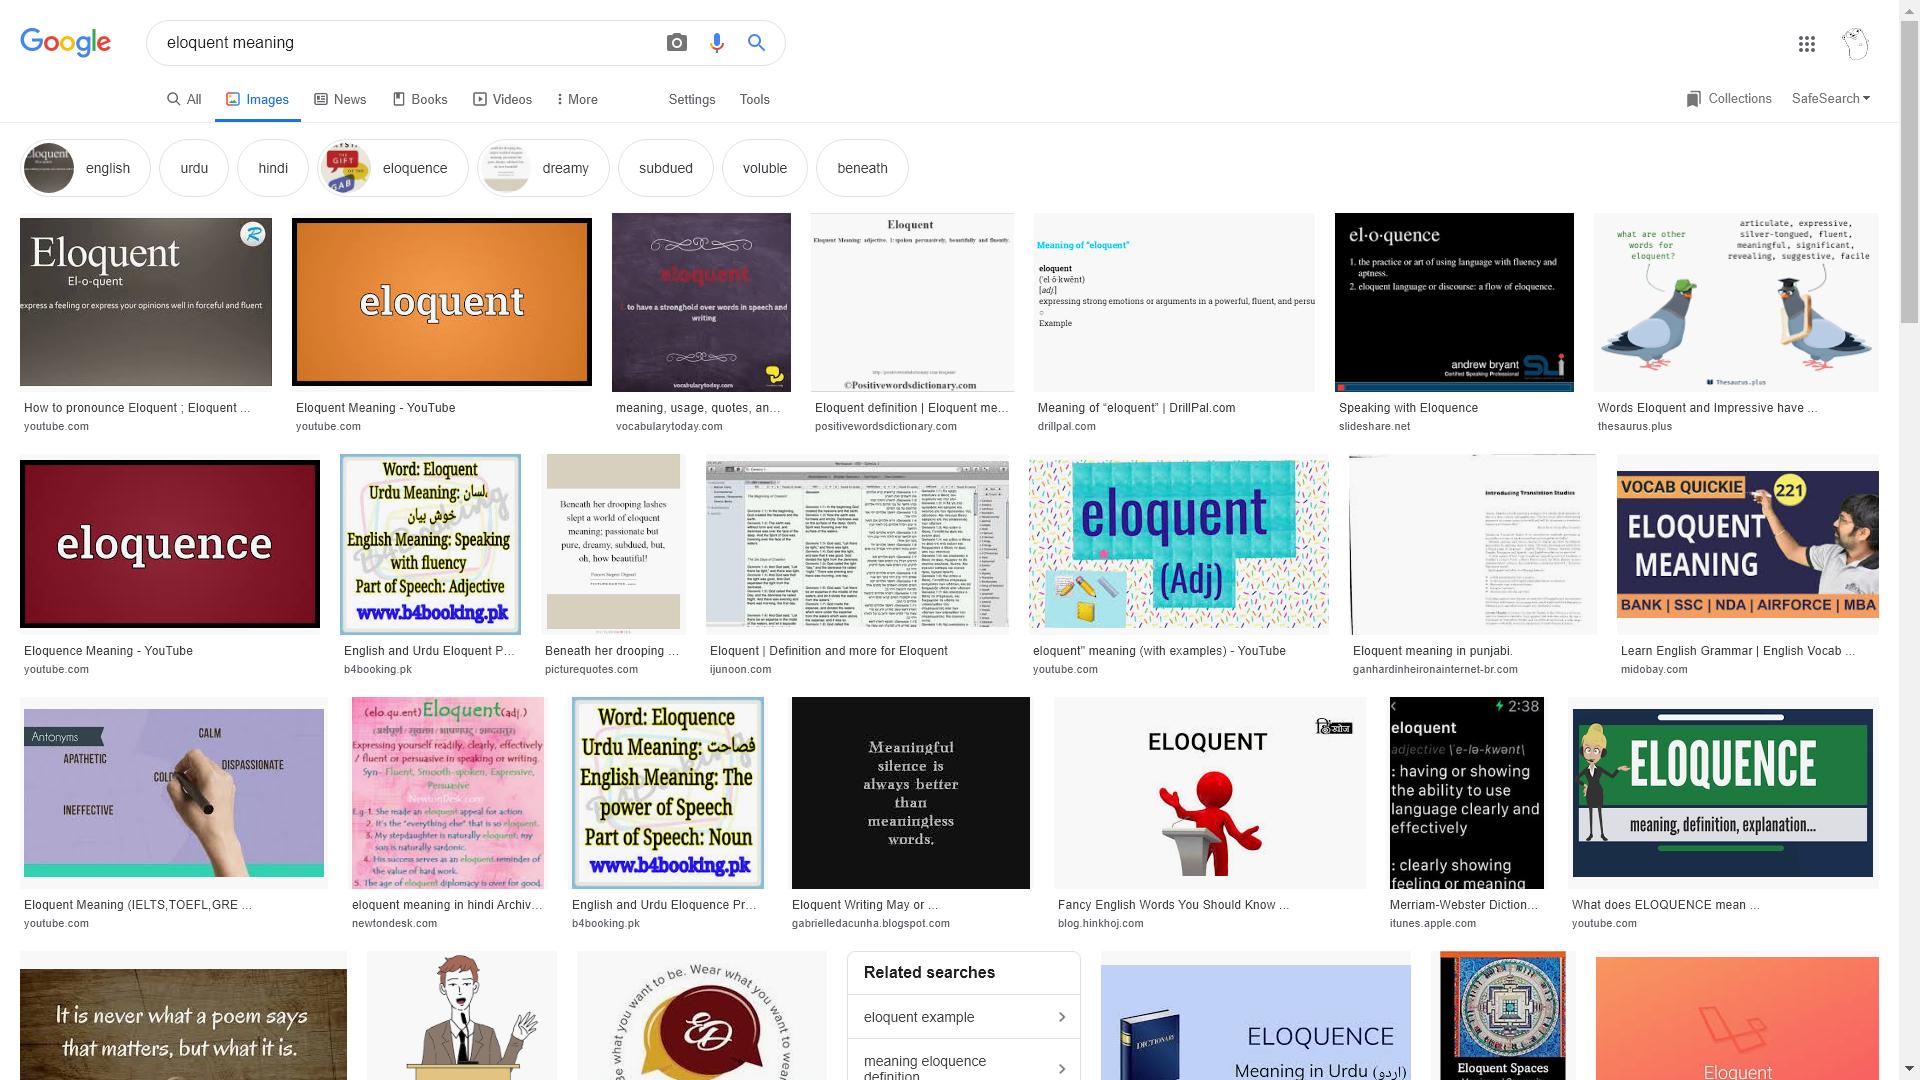 Google
eloquent meaning
All
Images
News
Books
Videos
More
Settings
Tools
Collections
SafeSearch
english
urdu
hindi
eloquence
dreamy
subdued
voluble
beneath
Eloquent
El-o-quent
express a feeling or express your opinions well in forceful and fluent
How to pronounce Eloquent ; Eloquent ...
youtube.com
eloquent
Eloquent Meaning - YouTube
youtube.com
eloquent
to have a stronghold over words in speech and
writing
vocabularytoday.com
meaning, usage, quotes, an...
vocabularytoday.com
Eloquent
Eloquent Meaning: adjective. 1: spoken persuasively, beautifully and fluently.
©Positivewordsdictionary.com
Eloquent definition | Eloquent me...
positivewordsdictionary.com
Meaning of “eloquent”
eloquent
('el·ō·kwënt)
[adj]
expressing strong emotions or arguments in a powerful, fluent, and persu
Example
Meaning of “eloquent” | DrillPal.com
drillpal.com
el·o·quence
1. the practice or art of using language with fluency and
aptness.
2. eloquent language or discourse: a flow of eloquence.
andrew bryant
Certified Speaking Professional
SLi
Speaking with Eloquence
slideshare.net
what are other
words for
eloquent?
articulate, expressive,
silver-tongued, fluent,
meaningful, significant,
revealing, suggestive, facile
Thesaurus.plus
Words Eloquent and Impressive have ...
thesaurus.plus
eloquence
Eloquence Meaning - YouTube
youtube.com
Word: Eloquent
Urdu Meaning: لسان,
خوش بیان
English Meaning: Speaking
with fluency
Part of Speech: Adjective
www.b4booking.pk
English and Urdu Eloquent P...
b4booking.pk
Beneath her drooping lashes
slept a world of eloquent
meaning; passionate but
pure, dreamy, subdued, but,
oh, how beautiful!
Beneath her drooping ...
picturequotes.com
Eloquent | Definition and more for Eloquent
ijunoon.com
eloquent
(Adj)
eloquent" meaning (with examples) - YouTube
youtube.com
Introducing Translation Studies
Eloquent meaning in punjabi.
ganhardinheironainternet-br.com
VOCAB QUICKIE
221
ELOQUENT
MEANING
BANK | SSC | NDA | AIRFORCE | MBA
Learn English Grammar | English Vocab ...
midobay.com
Antonyms
CALM
APATHETIC
DISPASSIONATE
COLD
INEFFECTIVE
Eloquent Meaning (IELTS,TOEFL,GRE ...
youtube.com
(elo.qu.ent) Eloquent (adj.)
Expressing yourself readily, clearly, effectively
/ fluent or persuasive in speaking or writing.
Syn- Fluent, Smooth-spoken, Expressive,
Persuasive
NewtonDesk.com
E.g- 1. She made an eloquent appeal for action.
2. It's the "everything else" that is so eloquent.
3. My stepdaughter is naturally eloquent; my
son is naturally sardonic.
4. His success serves as an eloquent reminder of
the value of hard work.
5. The age of eloquent diplomacy is over for good.
eloquent meaning in hindi Archiv...
newtondesk.com
Word: Eloquence
Urdu Meaning: فصاحت
English Meaning: The
power of Speech
Part of Speech: Noun
www.b4booking.pk
English and Urdu Eloquence Pr...
b4booking.pk
Meaningful
silence is
always better
than
meaningless
words.
Eloquent Writing May or ...
gabrielledacunha.blogspot.com
ELOQUENT
Fancy English Words You Should Know ...
blog.hinkhoj.com
2:38
eloquent
adjective \ˈe-lə-kwənt\
: having or showing
the ability to use
language clearly and
effectively
: clearly showing
feeling or meaning
Merriam-Webster Diction...
itunes.apple.com
ELOQUENCE
meaning, definition, explanation...
What does ELOQUENCE mean ...
youtube.com
It is never what a poem says
that matters, but what it is.
Be what you want to be. Wear what you want to wear
Related searches
eloquent example
meaning eloquence
definition
DICTIONARY
ELOQUENCE
Meaning in Urdu (اردو)
Eloquent Spaces
Eloquent